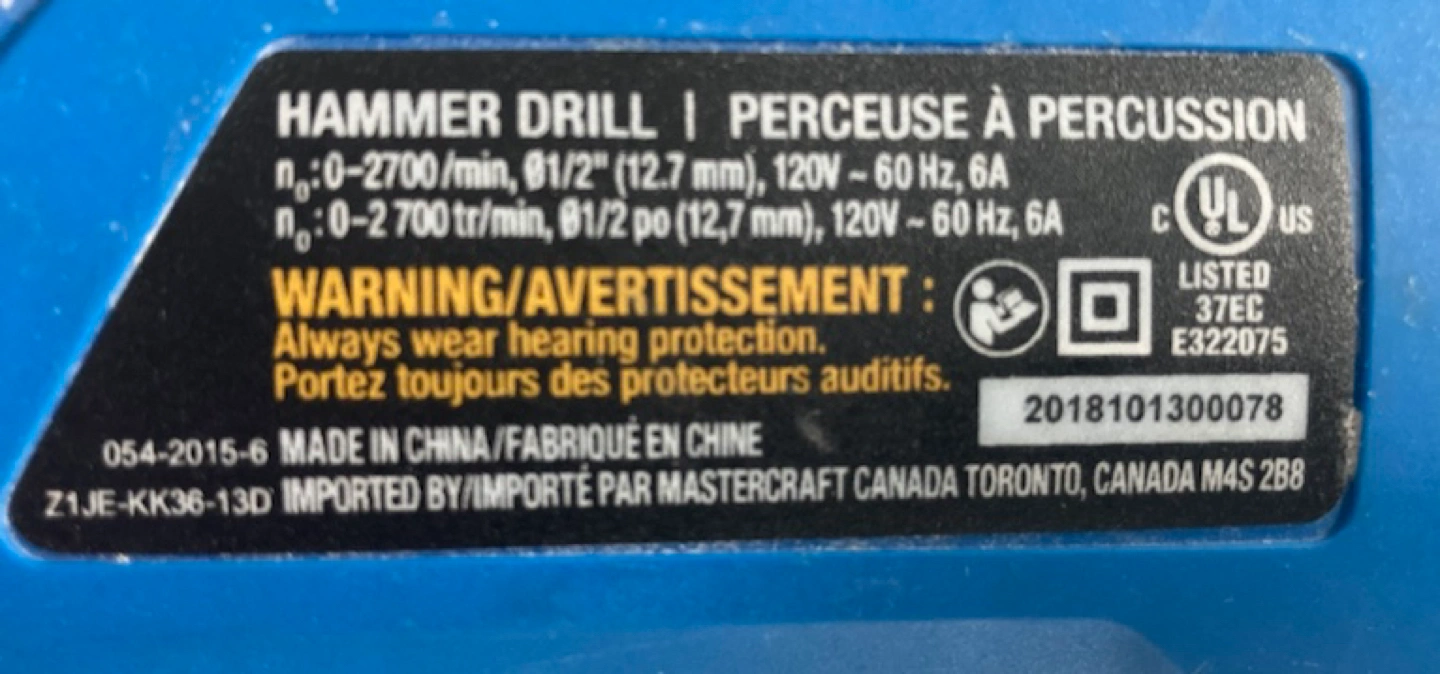 HAMMER DRILL | PERCEUSE À PERCUSSION
n₀:0–2700/min, Ø1/2" (12.7 mm), 120V ~ 60 Hz, 6A
n₀:0–2 700tr/min, Ø1/2 po (12,7 mm), 120V ~ 60 Hz, 6A
C UL US
LISTED
37EC
E322075
WARNING/AVERTISSEMENT :
Always wear hearing protection.
Portez toujours des protecteurs auditifs.
2018101300078
054-2015-6 MADE IN CHINA/FABRIQUÉ EN CHINE
Z1JE-KK36-13D IMPORTED BY/IMPORTÉ PAR MASTERCRAFT CANADA TORONTO, CANADA M4S 2B8